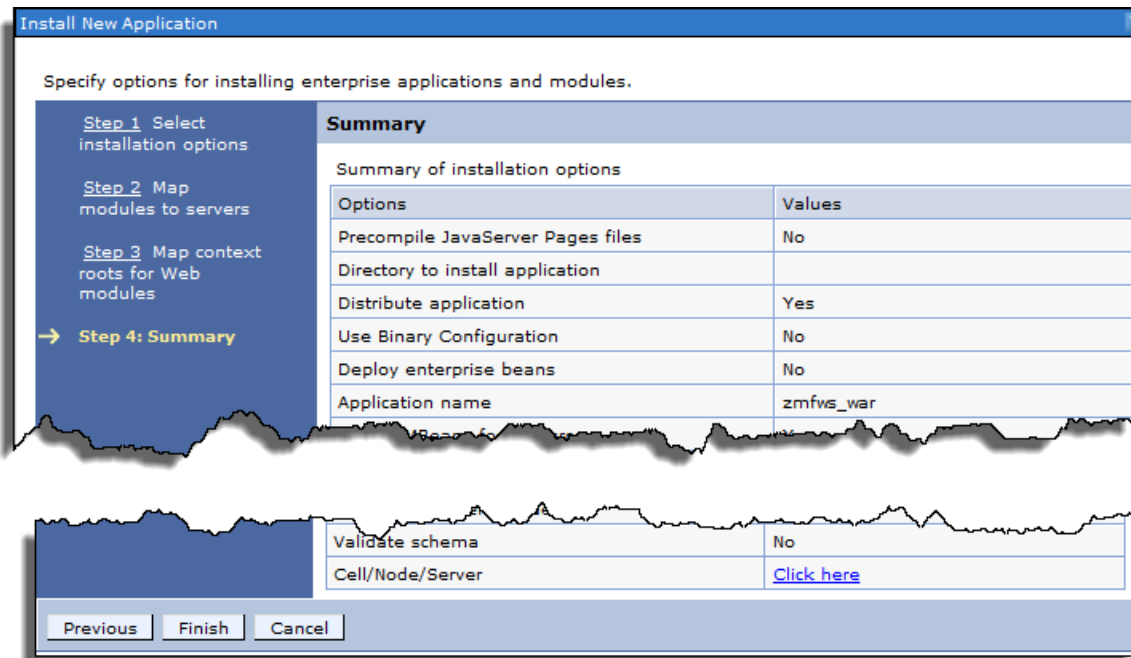 Install New Application
Specify options for installing enterprise applications and modules.
Step 1 Select
installation options
Step 2 Map
modules to servers
Step 3 Map context
roots for Web
modules
Step 4: Summary
Summary
Summary of installation options
Options Values
Precompile JavaServer Pages files No
Directory to install application
Distribute application Yes
Use Binary Configuration No
Deploy enterprise beans No
Application name zmfws_war
Validate schema No
Cell/Node/Server Click here
Previous Finish Cancel